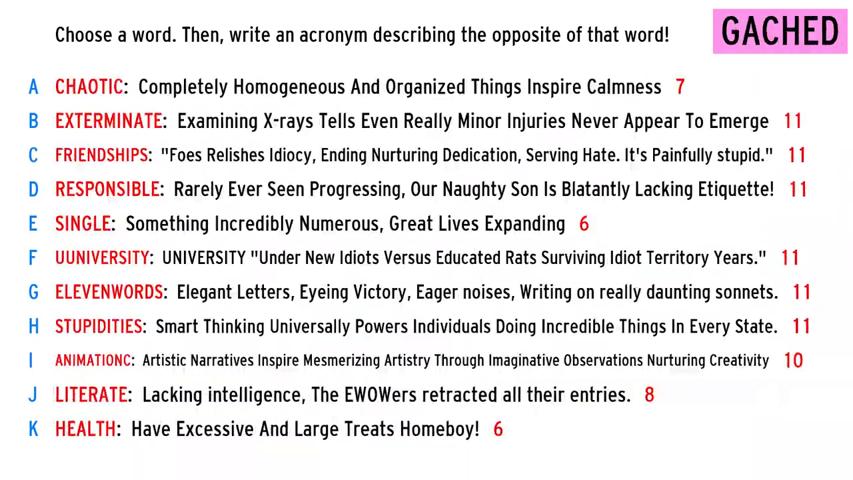 Choose a word. Then, write an acronym describing the opposite of that word!
GACHED
A CHAOTIC: Completely Homogeneous And Organized Things Inspire Calmness 7
B EXTERMINATE: Examining X-rays Tells Even Really Minor Injuries Never Appear To Emerge 11
C FRIENDSHIPS: "Foes Relishes Idiocy, Ending Nurturing Dedication, Serving Hate. It's Painfully stupid." 11
D RESPONSIBLE: Rarely Ever Seen Progressing, Our Naughty Son Is Blatantly Lacking Etiquette! 11
E SINGLE: Something Incredibly Numerous, Great Lives Expanding 6
F UUNIVERSITY: UNIVERSITY "Under New Idiots Versus Educated Rats Surviving Idiot Territory Years." 11
G ELEVENWORDS: Elegant Letters, Eyeing Victory, Eager noises, Writing on really daunting sonnets. 11
H STUPIDITIES: Smart Thinking Universally Powers Individuals Doing Incredible Things In Every State. 11
I ANIMATIONC: Artistic Narratives Inspire Mesmerizing Artistry Through Imaginative Observations Nurturing Creativity 10
J LITERATE: Lacking intelligence, The EWOWers retracted all their entries. 8
K HEALTH: Have Excessive And Large Treats Homeboy! 6